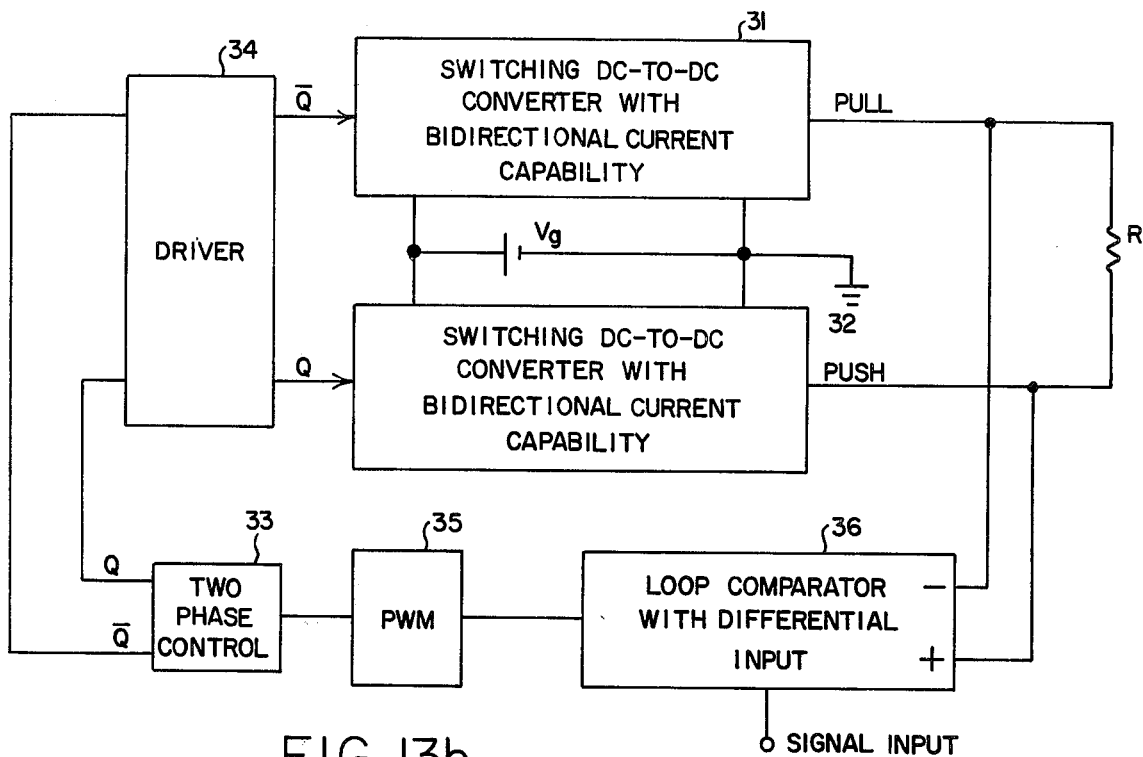 31
34
SWITCHING DC-TO-DC
CONVERTER WITH
BIDIRECTIONAL CURRENT
CAPABILITY
Q̅
PULL
DRIVER
Vg
R
32
SWITCHING DC-TO-DC
CONVERTER WITH
BIDIRECTIONAL CURRENT
CAPABILITY
Q
PUSH
33
35
36
Q
Q̅
TWO
PHASE
CONTROL
PWM
LOOP COMPARATOR
WITH DIFFERENTIAL
INPUT
−
+
SIGNAL INPUT
FIG. 13b